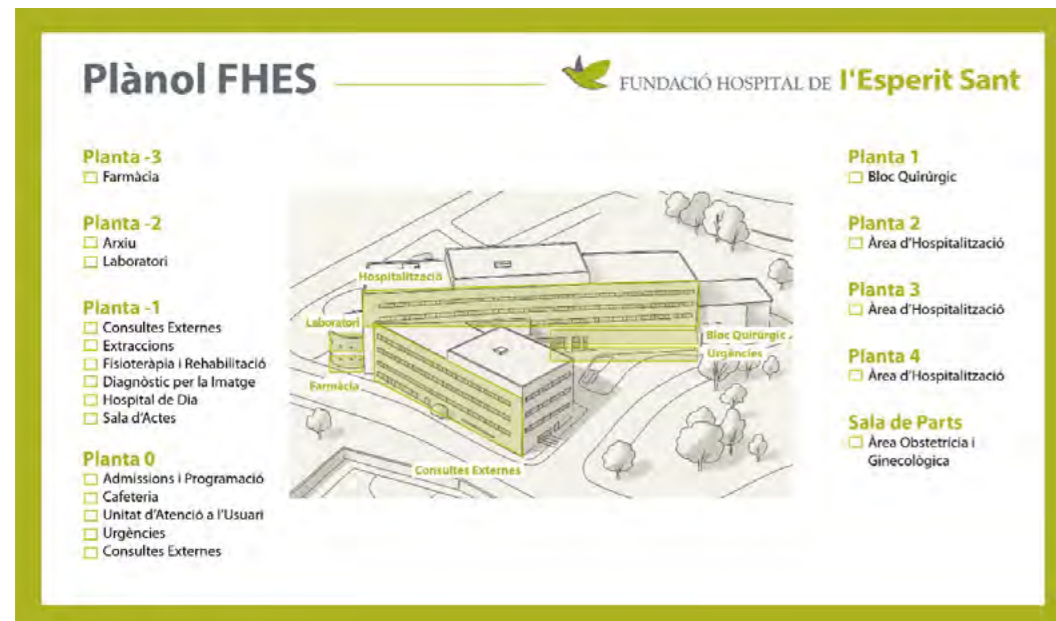 Plànol FHES
FUNDACIÓ HOSPITAL DE l'Esperit Sant
Planta -3
Farmàcia
Planta -2
Arxiu
Laboratori
Planta -1
Consultes Externes
Extraccions
Fisioteràpia i Rehabilitació
Diagnòstic per la Imatge
Hospital de Dia
Sala d'Actes
Planta 0
Admissions i Programació
Cafeteria
Unitat d'Atenció a l'Usuari
Urgències
Consultes Externes
Hospitalització
Laboratori
Bloc Quirúrgic
Urgències
Farmàcia
Consultes Externes
Planta 1
Bloc Quirúrgic
Planta 2
Àrea d'Hospitalització
Planta 3
Àrea d'Hospitalització
Planta 4
Àrea d'Hospitalització
Sala de Parts
Àrea Obstetrícia i
Ginecològica